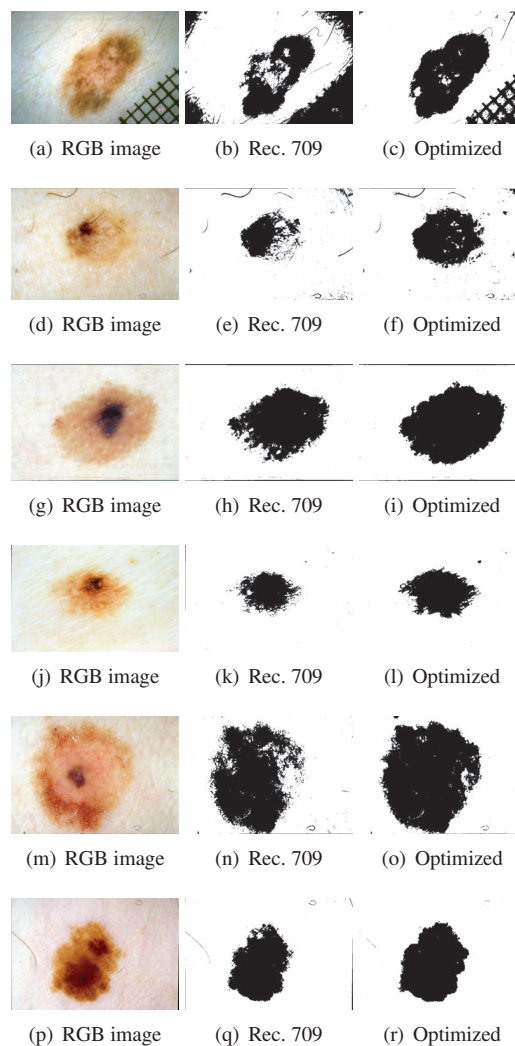 (a) RGB image (b) Rec. 709 (c) Optimized
(d) RGB image (e) Rec. 709 (f) Optimized
(g) RGB image (h) Rec. 709 (i) Optimized
(j) RGB image (k) Rec. 709 (l) Optimized
(m) RGB image (n) Rec. 709 (o) Optimized
(p) RGB image (q) Rec. 709 (r) Optimized